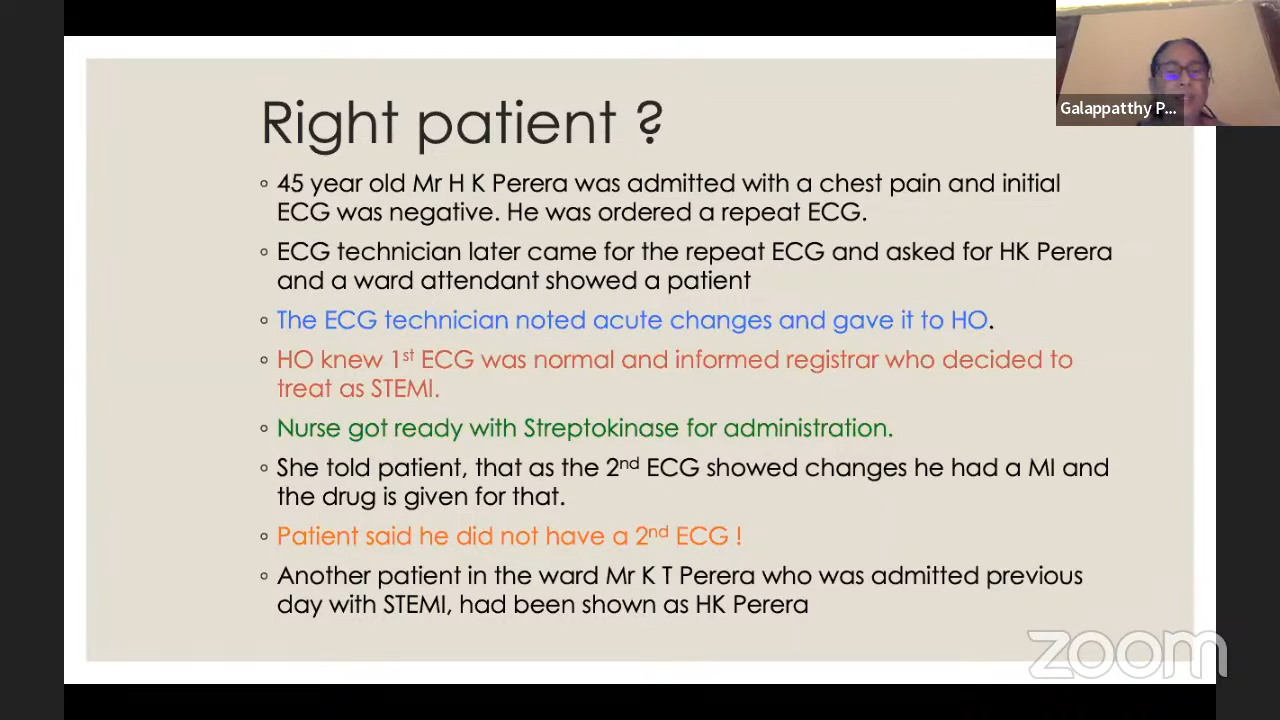 Right patient ?
Galappatthy P...
◦ 45 year old Mr H K Perera was admitted with a chest pain and initial
ECG was negative. He was ordered a repeat ECG.
◦ ECG technician later came for the repeat ECG and asked for HK Perera
and a ward attendant showed a patient
◦ The ECG technician noted acute changes and gave it to HO.
◦ HO knew 1st ECG was normal and informed registrar who decided to
treat as STEMI.
◦ Nurse got ready with Streptokinase for administration.
◦ She told patient, that as the 2nd ECG showed changes he had a MI and
the drug is given for that.
◦ Patient said he did not have a 2nd ECG !
◦ Another patient in the ward Mr K T Perera who was admitted previous
day with STEMI, had been shown as HK Perera
zoom